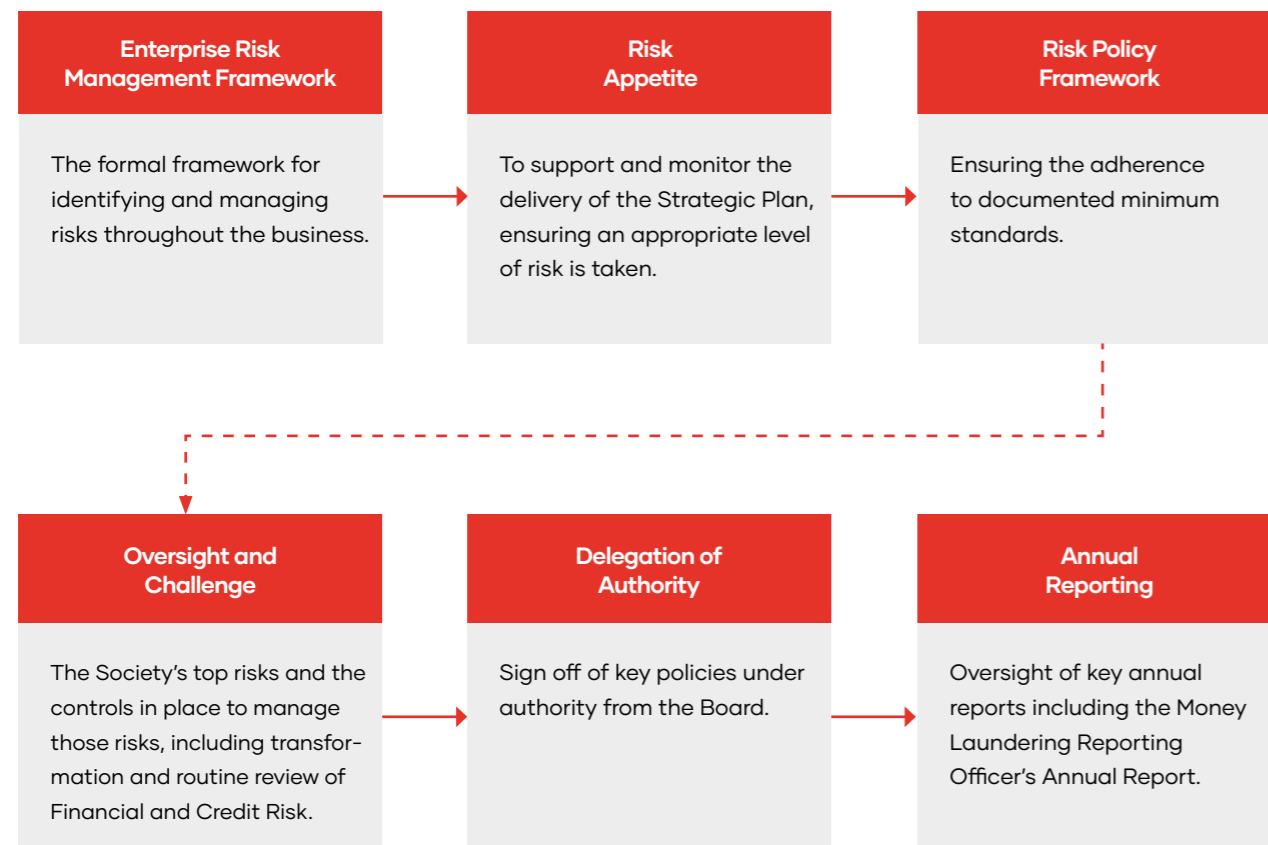 Enterprise Risk
Management Framework
The formal framework for
identifying and managing
risks throughout the business.
Risk
Appetite
To support and monitor the
delivery of the Strategic Plan,
ensuring an appropriate level
of risk is taken.
Risk Policy
Framework
Ensuring the adherence
to documented minimum
standards.
Oversight and
Challenge
The Society’s top risks and the
controls in place to manage
those risks, including transfor-
mation and routine review of
Financial and Credit Risk.
Delegation of
Authority
Sign off of key policies under
authority from the Board.
Annual
Reporting
Oversight of key annual
reports including the Money
Laundering Reporting
Officer’s Annual Report.